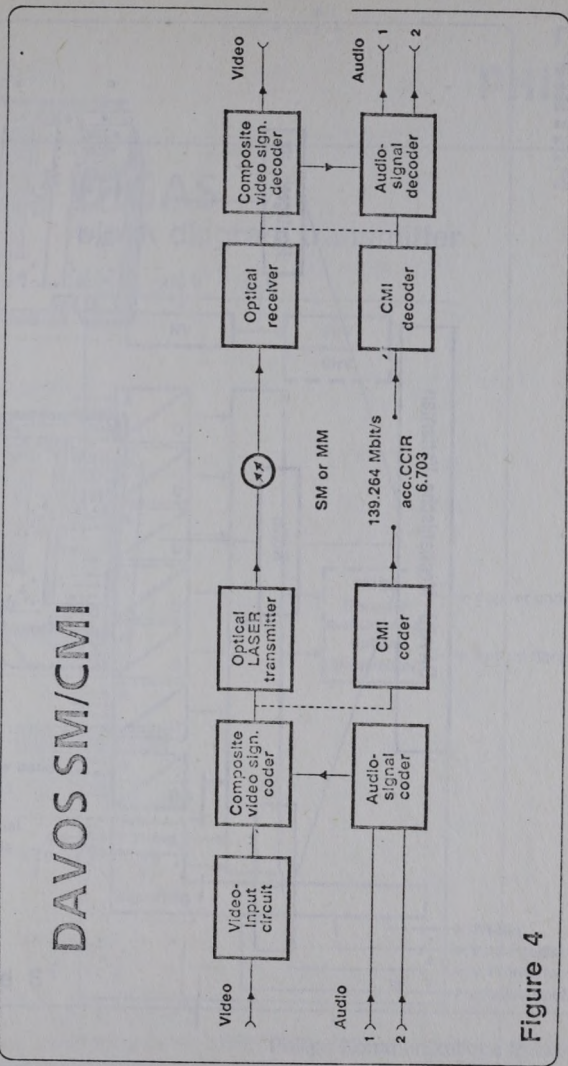 DAVOS SM/CMI
Video
Video-
Input
circuit
Composite
video sign.
coder
Optical
LASER
transmitter
Optical
receiver
Composite
video sign.
decoder
Video
Audio
1
2
Audio-
signal
coder
CMI
coder
SM or MM
139.264 Mbit/s
acc.CCIR
6.703
CMI
decoder
Audio-
signal
decoder
Audio
1
2
Figure 4